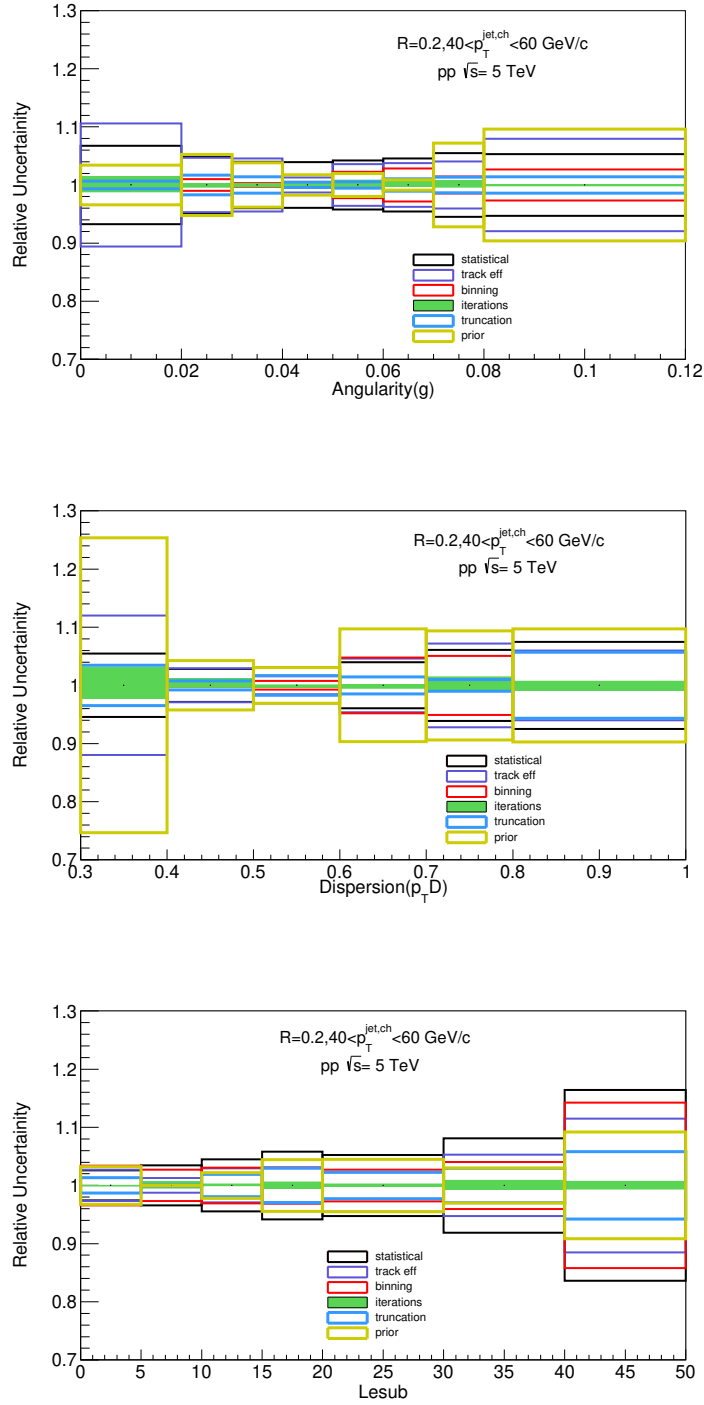 1.3
1.2
1.1
1
0.9
0.8
0.7
Relative Uncertainity
R=0.2,40<p_T^{jet,ch}<60 GeV/c
pp √s= 5 TeV
statistical
track eff
binning
iterations
truncation
prior
0 0.02 0.04 0.06 0.08 0.1 0.12
Angularity(g)
1.3
1.2
1.1
1
0.9
0.8
0.7
Relative Uncertainity
R=0.2,40<p_T^{jet,ch}<60 GeV/c
pp √s= 5 TeV
statistical
track eff
binning
iterations
truncation
prior
0.3 0.4 0.5 0.6 0.7 0.8 0.9 1
Dispersion(p_T D)
1.3
1.2
1.1
1
0.9
0.8
0.7
Relative Uncertainity
R=0.2,40<p_T^{jet,ch}<60 GeV/c
pp √s= 5 TeV
statistical
track eff
binning
iterations
truncation
prior
0 5 10 15 20 25 30 35 40 45 50
Lesub